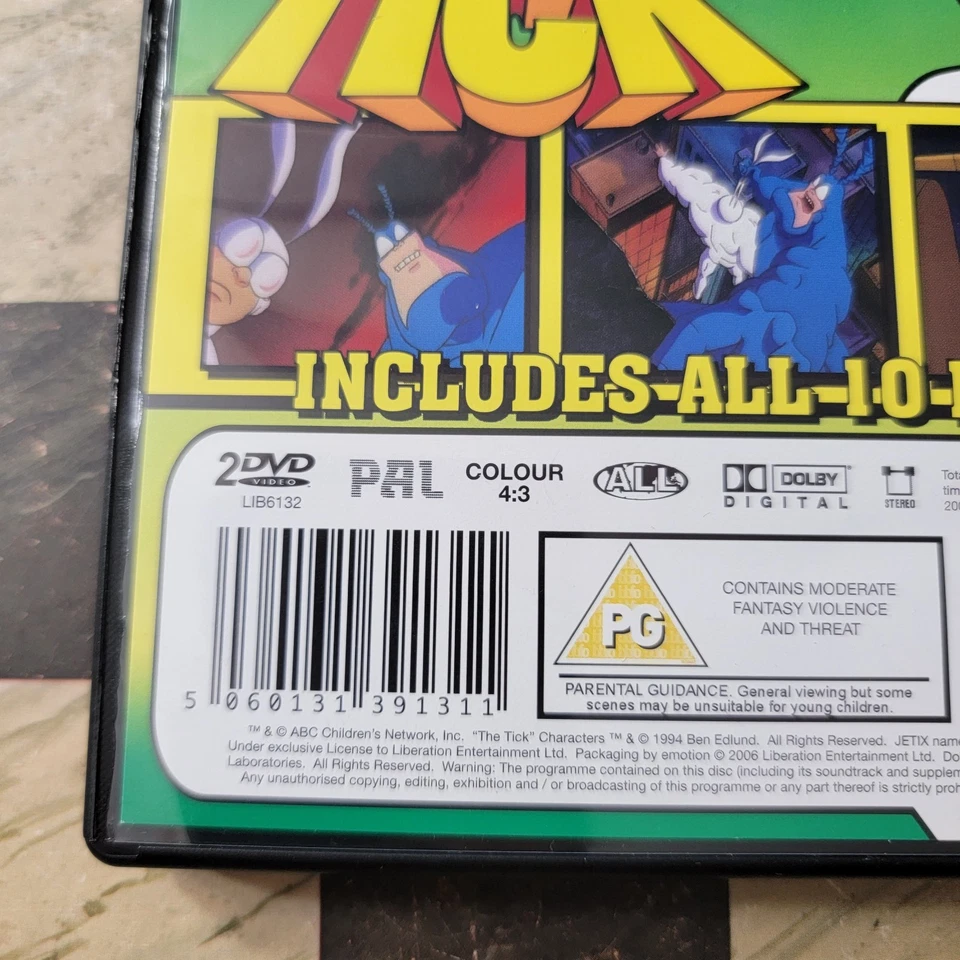 TICK
INCLUDES ALL 10
2 DVD VIDEO
LIB6132
PAL
COLOUR
4:3
ALL
DOLBY
DIGITAL
STEREO
5 060131 391311
PG
CONTAINS MODERATE
FANTASY VIOLENCE
AND THREAT
PARENTAL GUIDANCE. General viewing but some
scenes may be unsuitable for young children.
™ & © ABC Children's Network, Inc. "The Tick" Characters ™ & © 1994 Ben Edlund. All Rights Reserved. JETIX name
Under exclusive License to Liberation Entertainment Ltd. Packaging by emotion © 2006 Liberation Entertainment Ltd.
Laboratories. All Rights Reserved. Warning: The programme contained on this disc (including its soundtrack and
Any unauthorised copying, editing, exhibition and / or broadcasting of this programme or any part thereof is strictly